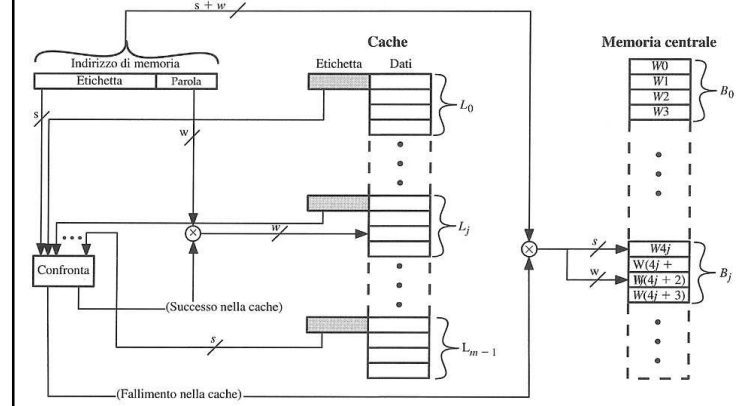 s + w
Cache
Memoria centrale
Indirizzo di memoria
Etichetta
Parola
Etichetta
Dati
W0
W1
W2
W3
B0
L0
s
w
Lj
w
Confronta
(Successo nella cache)
s
w
W4j
W(4j +
W(4j + 2)
W(4j + 3)
Bj
s
Lm – 1
(Fallimento nella cache)